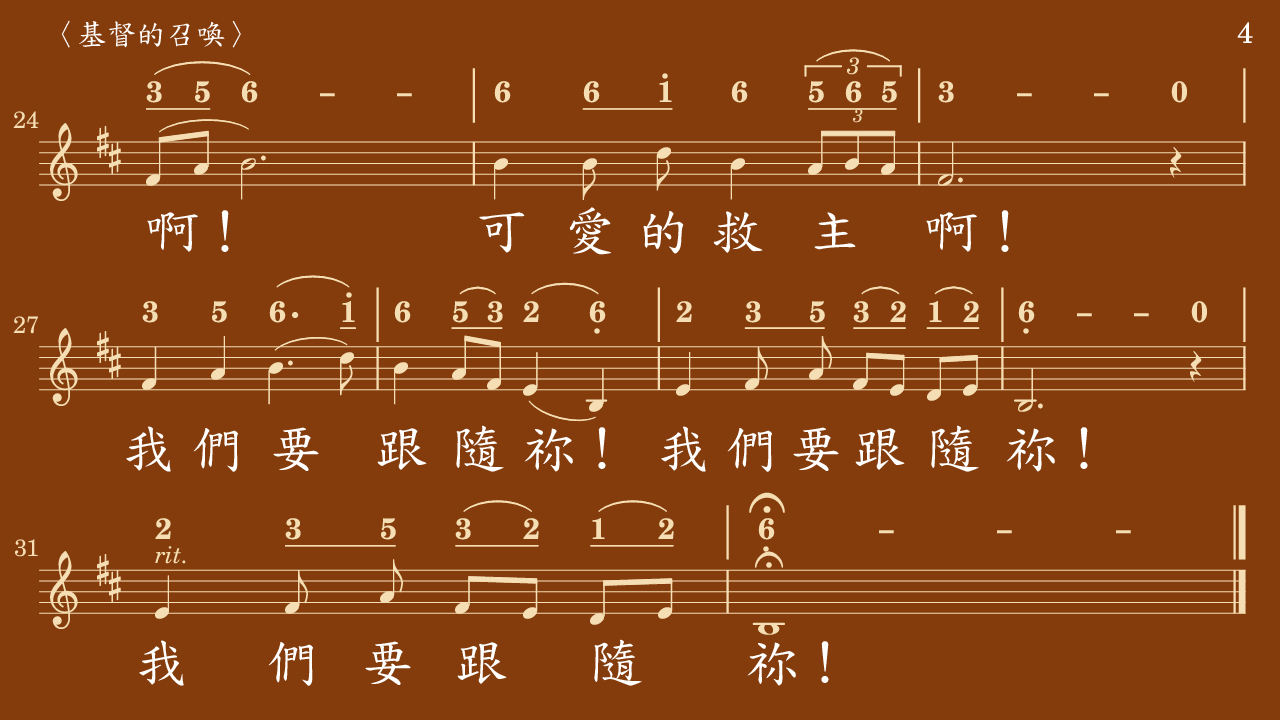 〈基督的召喚〉 4
3 5 6 – – 6 6 i 6 5 6 5 3 – – 0
3
24
3
啊！ 可愛的救主 啊！
3 5 6. i 6 5 3 2 6 2 3 5 3 2 1 2 6 – – 0
27
我們要 跟隨祢！ 我們要跟隨 祢！
2 3 5 3 2 1 2 6 – – –
31
rit.
我們要跟隨 祢！